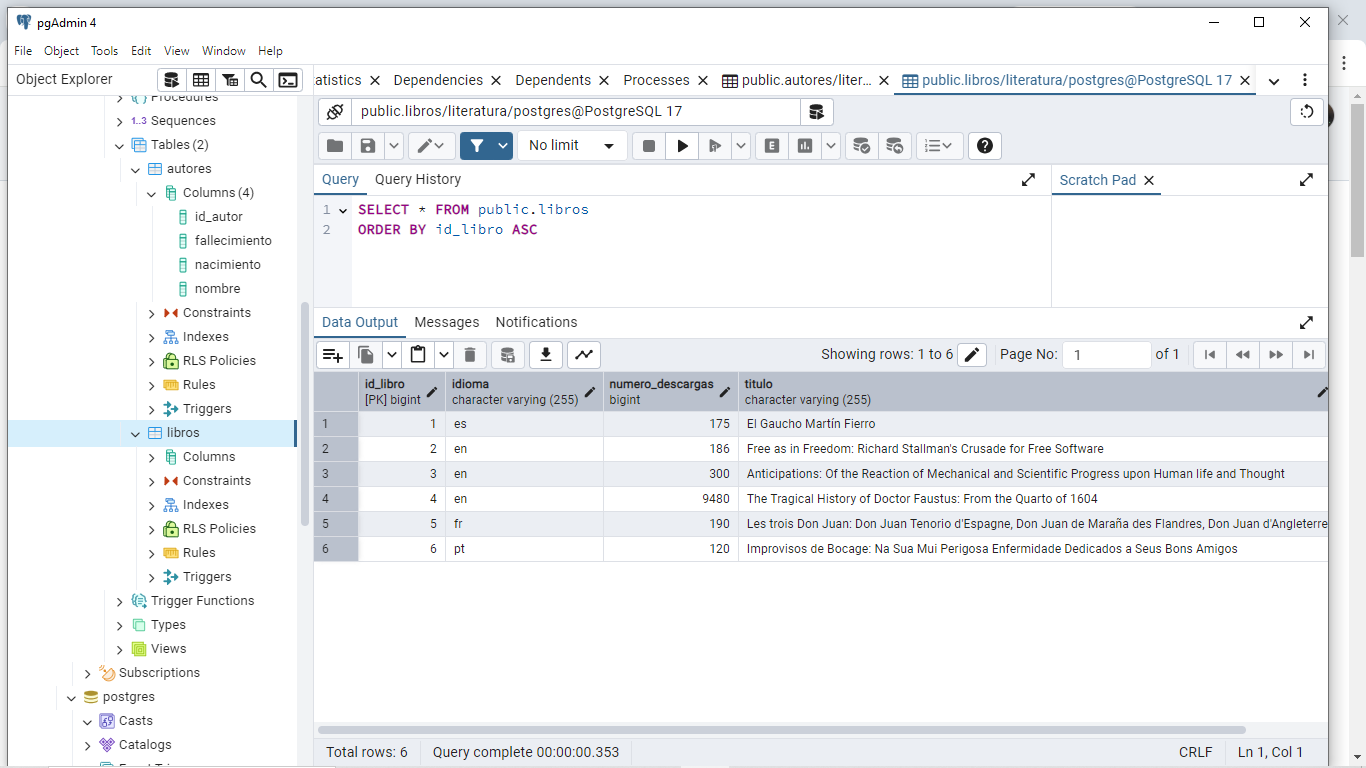 pgAdmin 4
File Object Tools Edit View Window Help
Object Explorer
Procedures
1..3 Sequences
Tables (2)
autores
Columns (4)
id_autor
fallecimiento
nacimiento
nombre
Constraints
Indexes
RLS Policies
Rules
Triggers
libros
Columns
Constraints
Indexes
RLS Policies
Rules
Triggers
Trigger Functions
Types
Views
Subscriptions
postgres
Casts
Catalogs
atistics Dependencies Dependents Processes public.autores/liter... public.libros/literatura/postgres@PostgreSQL 17
public.libros/literatura/postgres@PostgreSQL 17
No limit E
Query Query History Scratch Pad
1 SELECT * FROM public.libros
2 ORDER BY id_libro ASC
Data Output Messages Notifications
Showing rows: 1 to 6 Page No: 1 of 1
id_libro idioma numero_descargas titulo
[PK] bigint character varying (255) bigint character varying (255)
1 1 es 175 El Gaucho Martín Fierro
2 2 en 186 Free as in Freedom: Richard Stallman's Crusade for Free Software
3 3 en 300 Anticipations: Of the Reaction of Mechanical and Scientific Progress upon Human life and Thought
4 4 en 9480 The Tragical History of Doctor Faustus: From the Quarto of 1604
5 5 fr 190 Les trois Don Juan: Don Juan Tenorio d'Espagne, Don Juan de Maraña des Flandres, Don Juan d'Angleterre
6 6 pt 120 Improvisos de Bocage: Na Sua Mui Perigosa Enfermidade Dedicados a Seus Bons Amigos
Total rows: 6 Query complete 00:00:00.353 CRLF Ln 1, Col 1